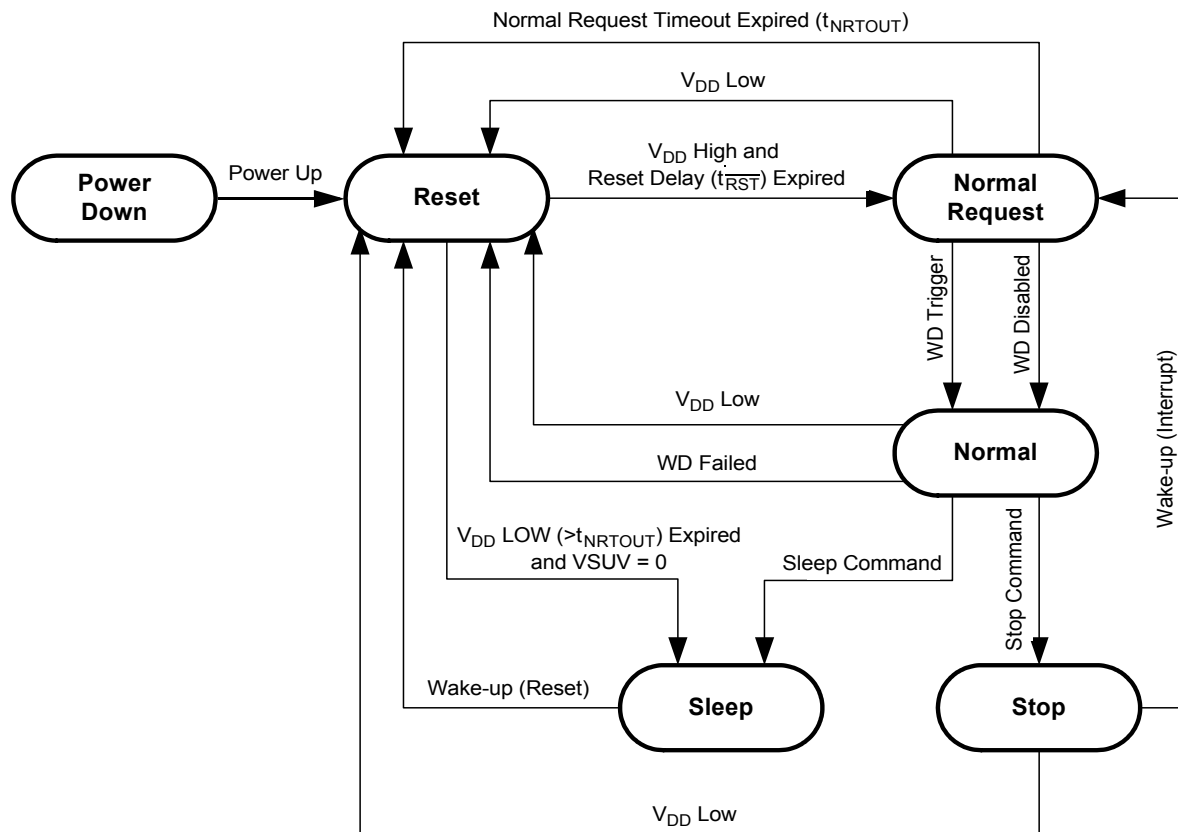 Normal Request Timeout Expired (tNRTOUT)
VDD Low
VDD High and
Reset Delay (tRST) Expired
Power
Down
Power Up
Reset
Normal
Request
WD Trigger
WD Disabled
VDD Low
Normal
WD Failed
Wake-up (Interrupt)
VDD LOW (>tNRTOUT) Expired
and VSUV = 0
Sleep Command
Stop Command
Wake-up (Reset)
Sleep
Stop
VDD Low